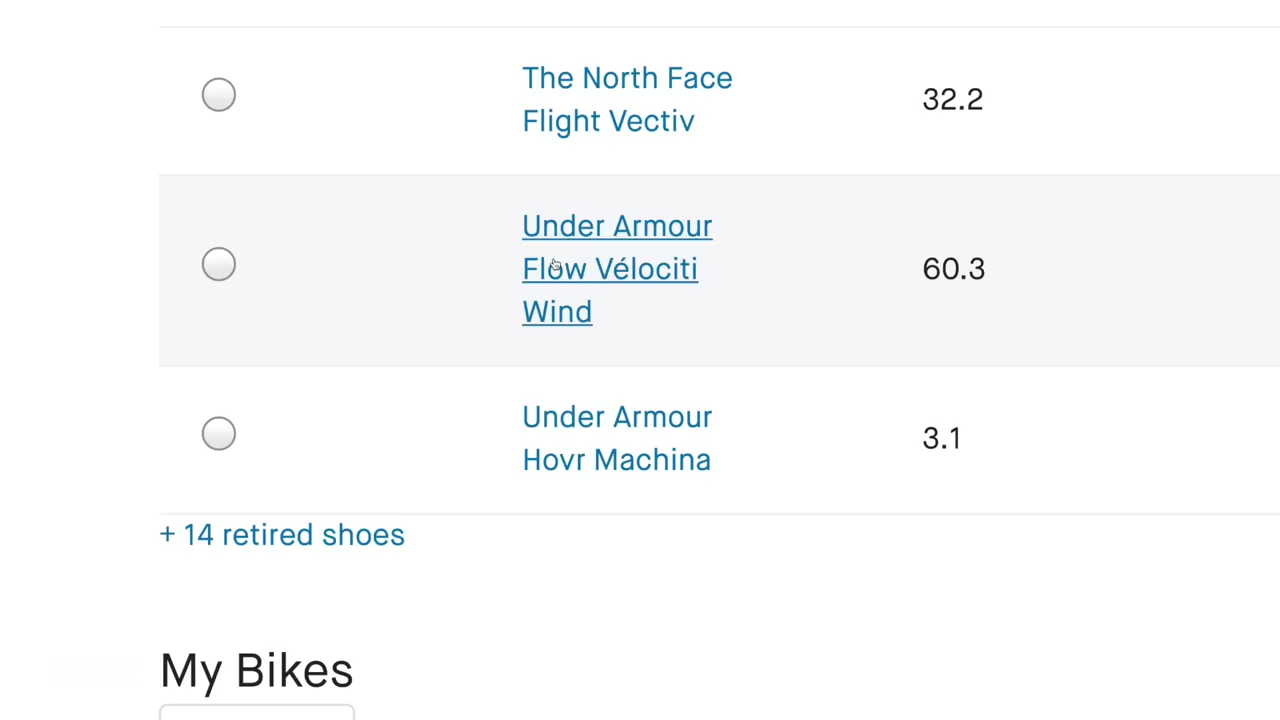 The North Face
Flight Vectiv
32.2
Under Armour
Flow Vélociti
Wind
60.3
Under Armour
Hovr Machina
3.1
+ 14 retired shoes
My Bikes